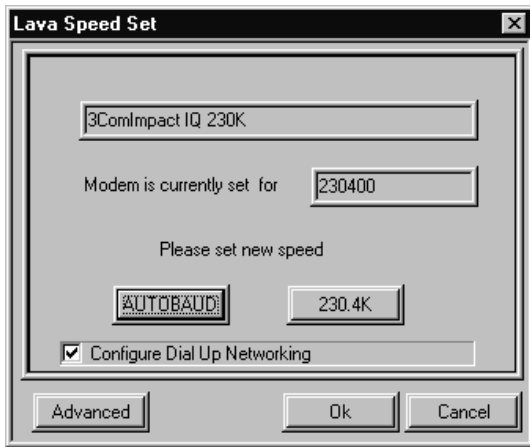 Lava Speed Set
3ComImpact IQ 230K
Modem is currently set for 230400
Please set new speed
AUTOBAUD 230.4K
Configure Dial Up Networking
Advanced Ok Cancel